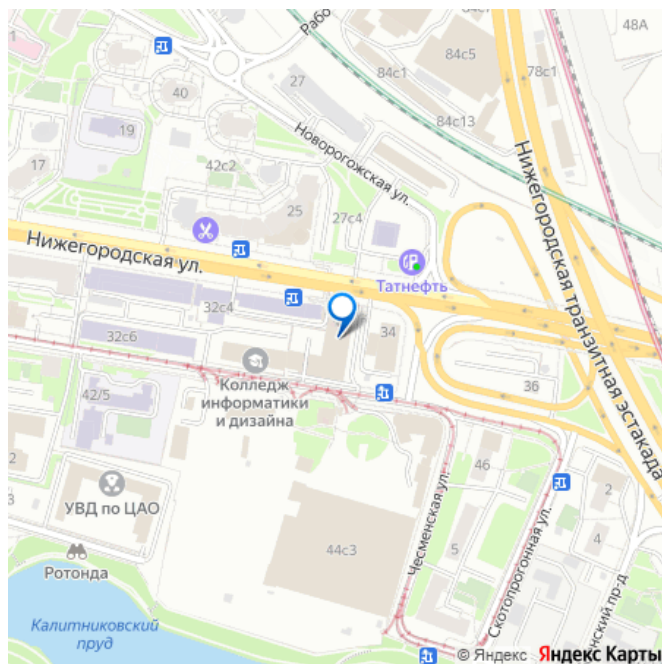 48А
84с5
84с1
78с1
84с13
Рабо
27
40
19
Новорогожская ул.
42с2
17
25
27с4
Нижегородская ул.
Татнефть
Нижегородская транзитная эстакада
32с4
32с6
34
36
Колледж
информатики
и дизайна
42/5
46
2
УВД по ЦАО
2
4
44с3
5
Чесменская ул.
Скотопрогонная ул.
нский пр-д
3
Ротонда
Калитниковский
пруд
© Яндекс Яндекс Карты